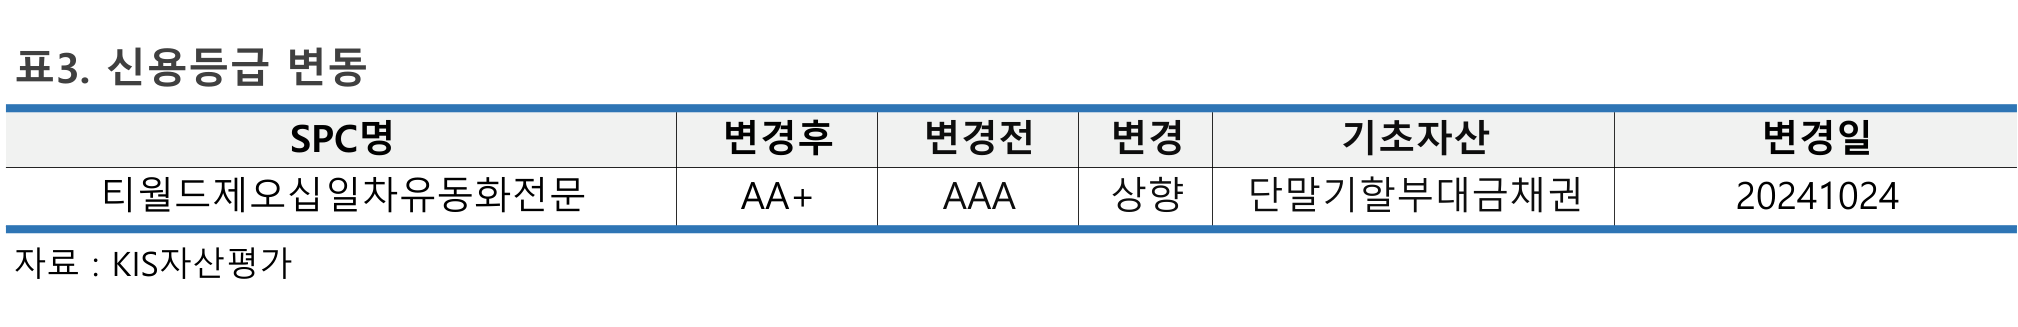 표3. 신용등급 변동
SPC명 변경후 변경전 변경 기초자산 변경일
티월드제오십일차유동화전문 AA+ AAA 상향 단말기할부대금채권 20241024
자료 : KIS자산평가